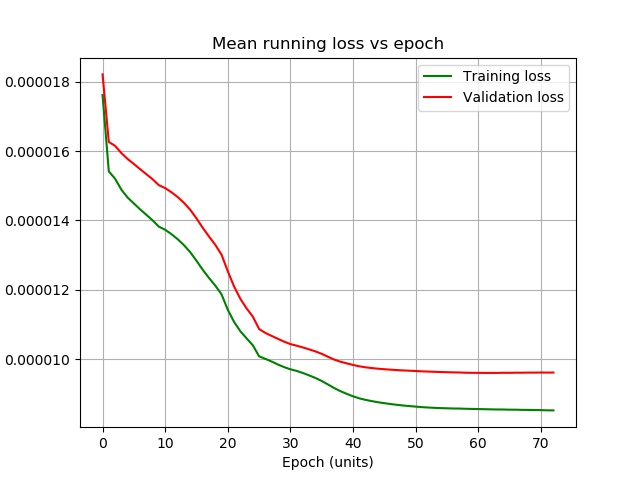 Mean running loss vs epoch
Training loss
Validation loss
0.000018
0.000016
0.000014
0.000012
0.000010
0 10 20 30 40 50 60 70
Epoch (units)